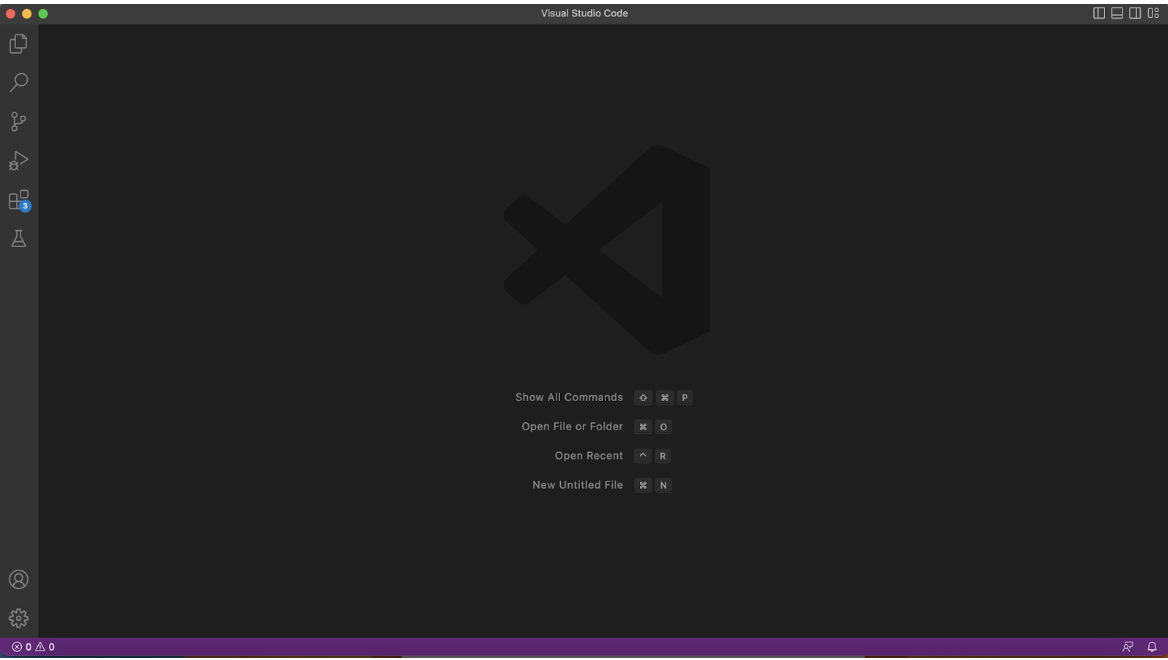 Visual Studio Code
3
Show All Commands ⇧ ⌘ P
Open File or Folder ⌘ O
Open Recent ^ R
New Untitled File ⌘ N
0 0